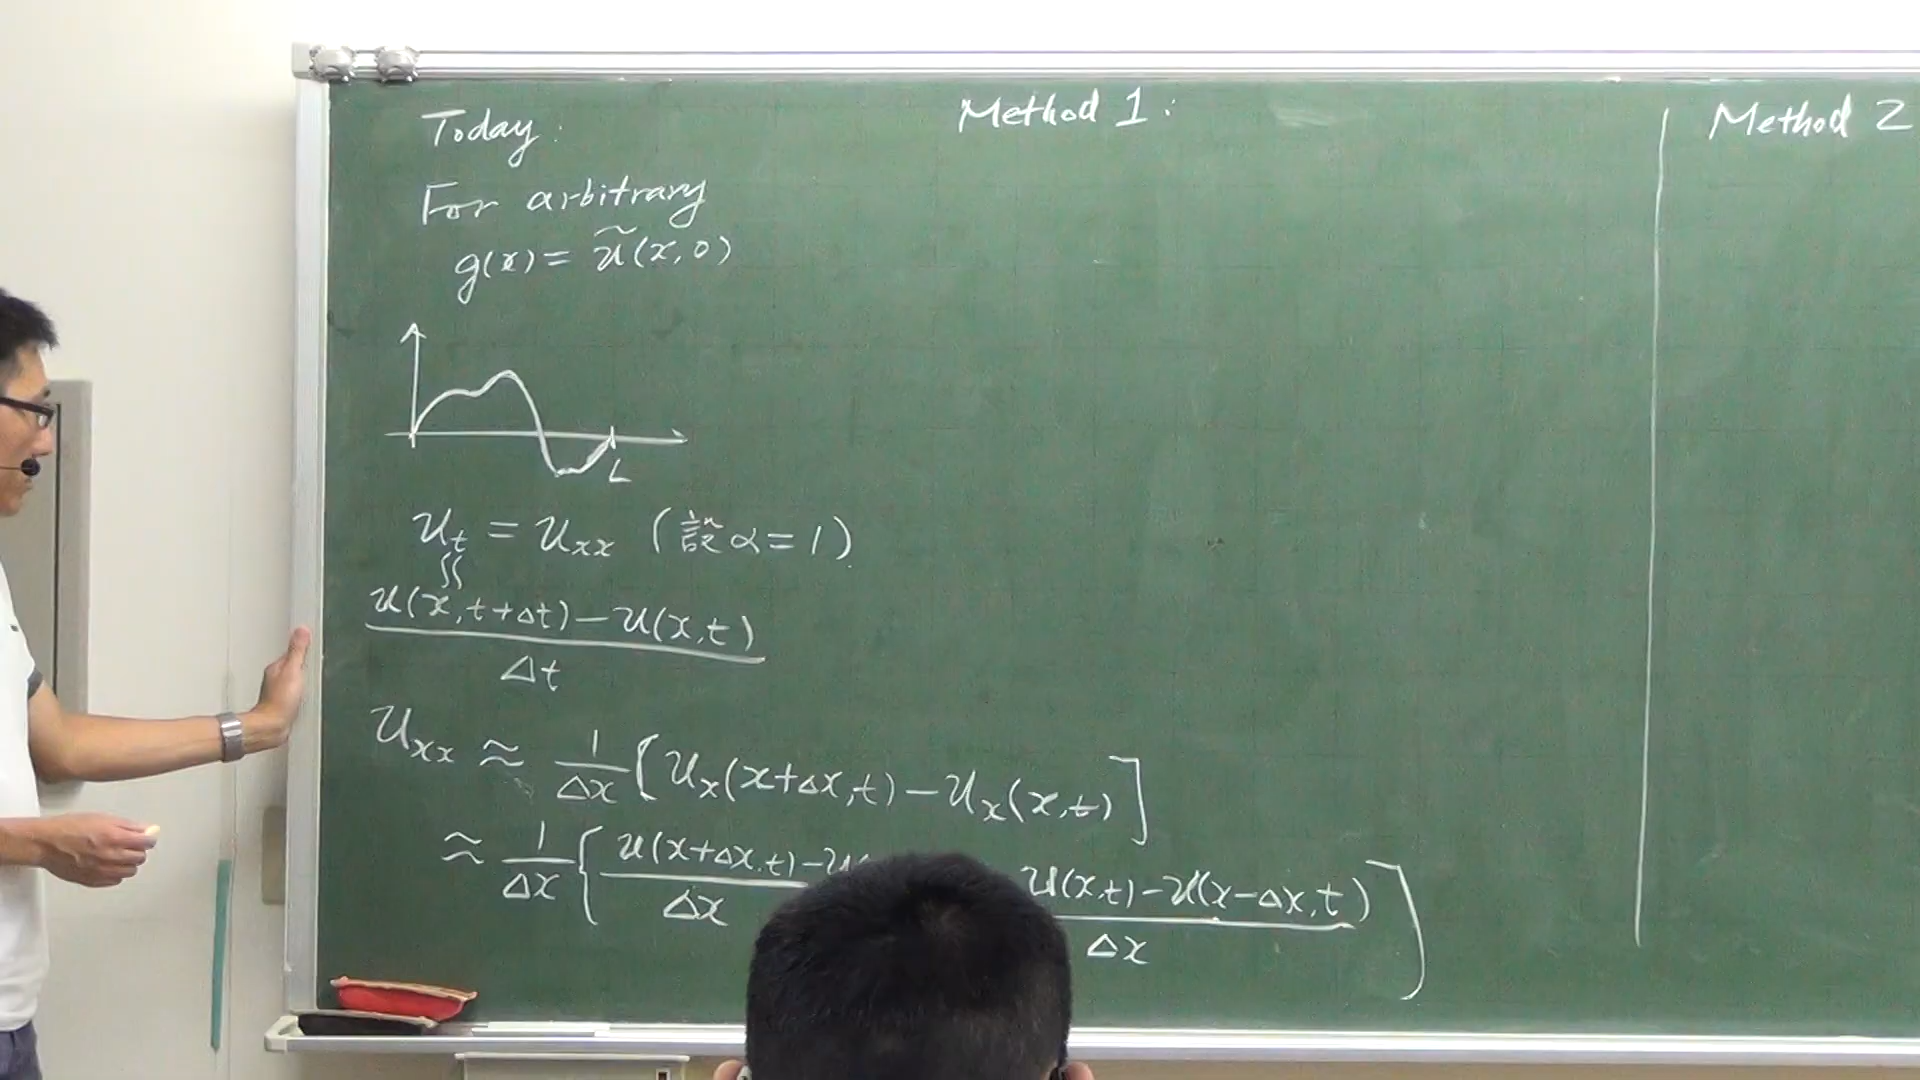 Today:
For arbitrary
g(x) = ũ(x,0)
L
u_t = u_xx (設 α = 1)
≈
u(x,t+Δt) − u(x,t)
Δt
u_xx ≈ 1/Δx [u_x(x+Δx,t) − u_x(x,t)]
≈ 1/Δx { u(x+Δx,t) − u( u(x,t) − u(x−Δx,t)
Δx Δx
Method 1:
Method 2